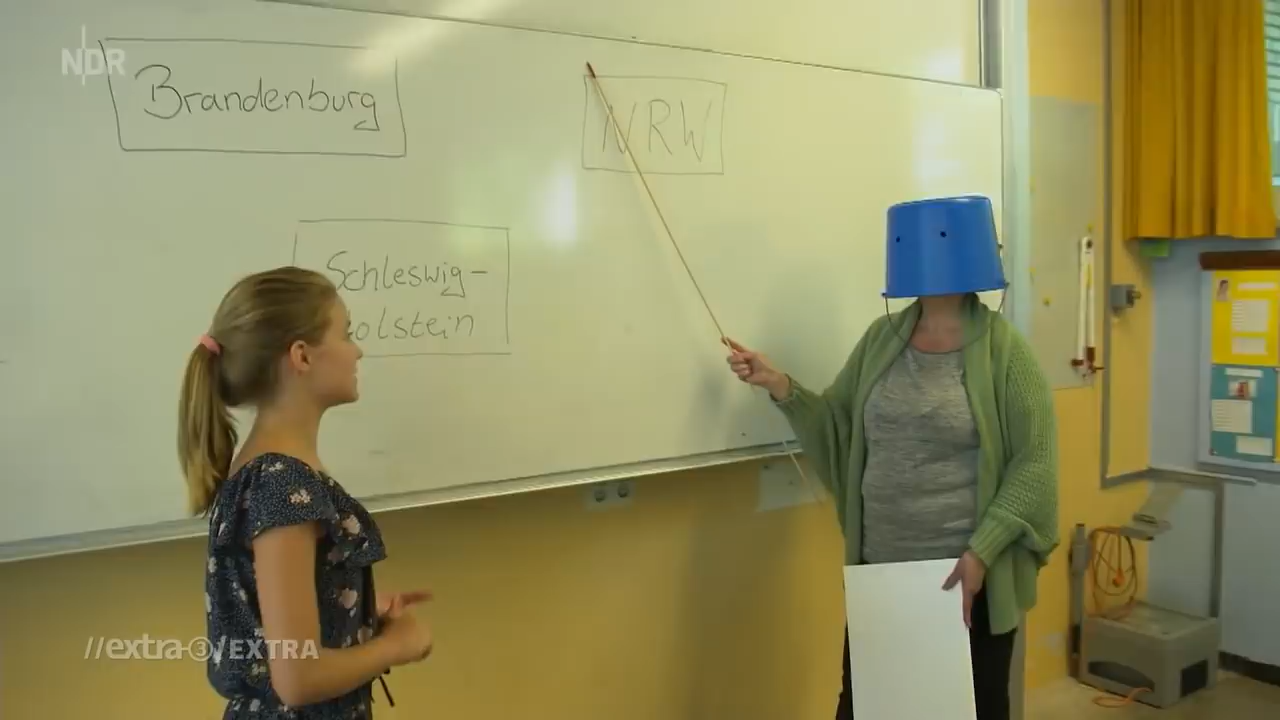 NDR
Brandenburg
NRW
Schleswig-
olstein
//extra3/EXTRA